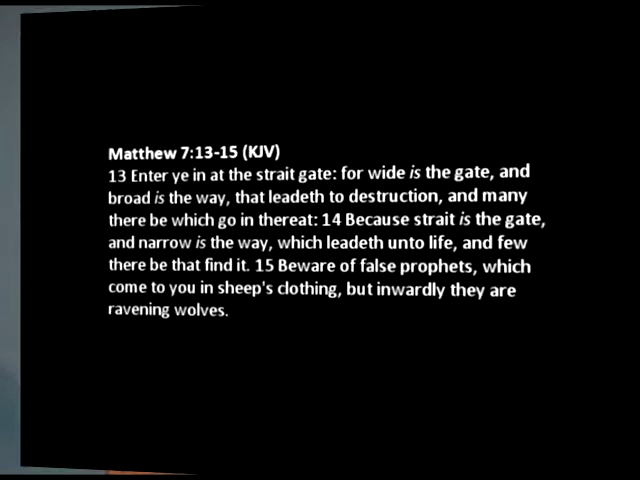 Matthew 7:13-15 (KJV)
13 Enter ye in at the strait gate: for wide is the gate, and
broad is the way, that leadeth to destruction, and many
there be which go in thereat: 14 Because strait is the gate,
and narrow is the way, which leadeth unto life, and few
there be that find it. 15 Beware of false prophets, which
come to you in sheep's clothing, but inwardly they are
ravening wolves.